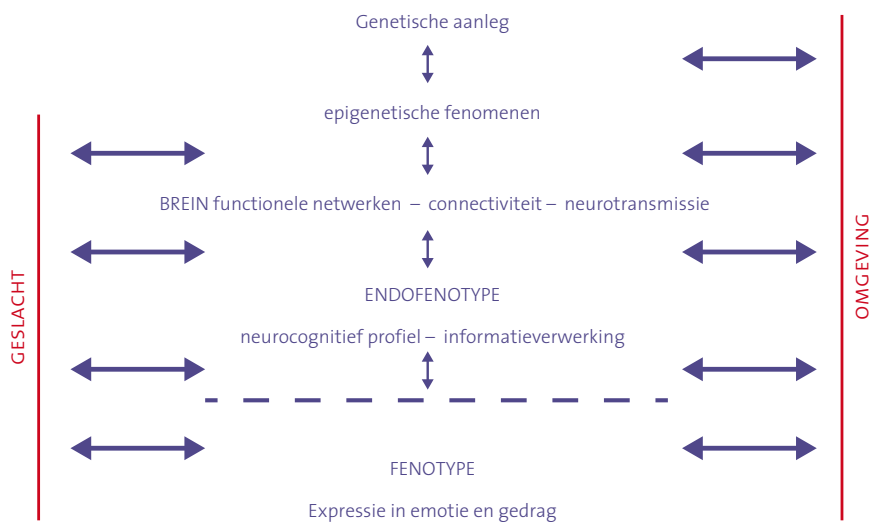 Genetische aanleg
epigenetische fenomenen
BREIN functionele netwerken – connectiviteit – neurotransmissie
ENDOFENOTYPE
neurocognitief profiel – informatieverwerking
FENOTYPE
Expressie in emotie en gedrag
GESLACHT
OMGEVING